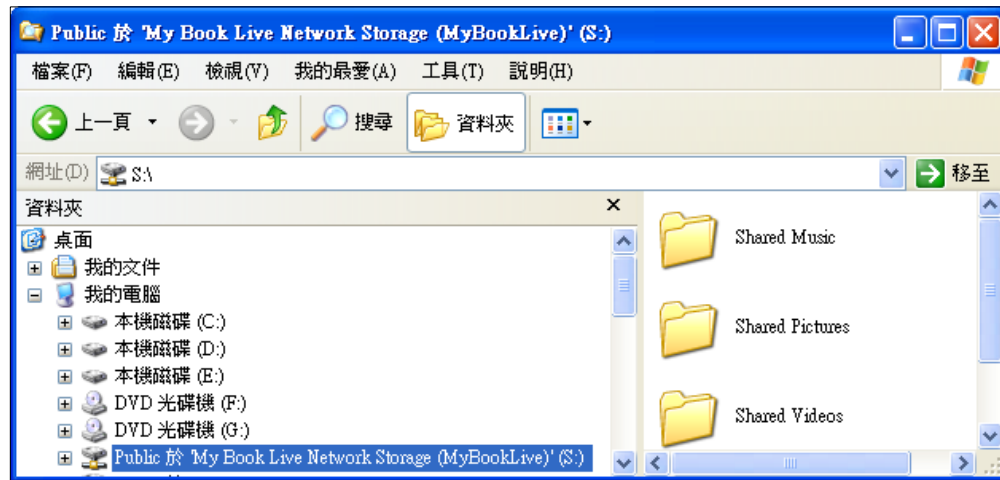 Public 於 'My Book Live Network Storage (MyBookLive)' (S:)
檔案(F) 編輯(E) 檢視(V) 我的最愛(A) 工具(T) 說明(H)
上一頁 搜尋 資料夾
網址(D) S:\ 移至
資料夾
桌面
我的文件
我的電腦
本機磁碟 (C:)
本機磁碟 (D:)
本機磁碟 (E:)
DVD 光碟機 (F:)
DVD 光碟機 (G:)
Public 於 'My Book Live Network Storage (MyBookLive)' (S:)
Shared Music
Shared Pictures
Shared Videos